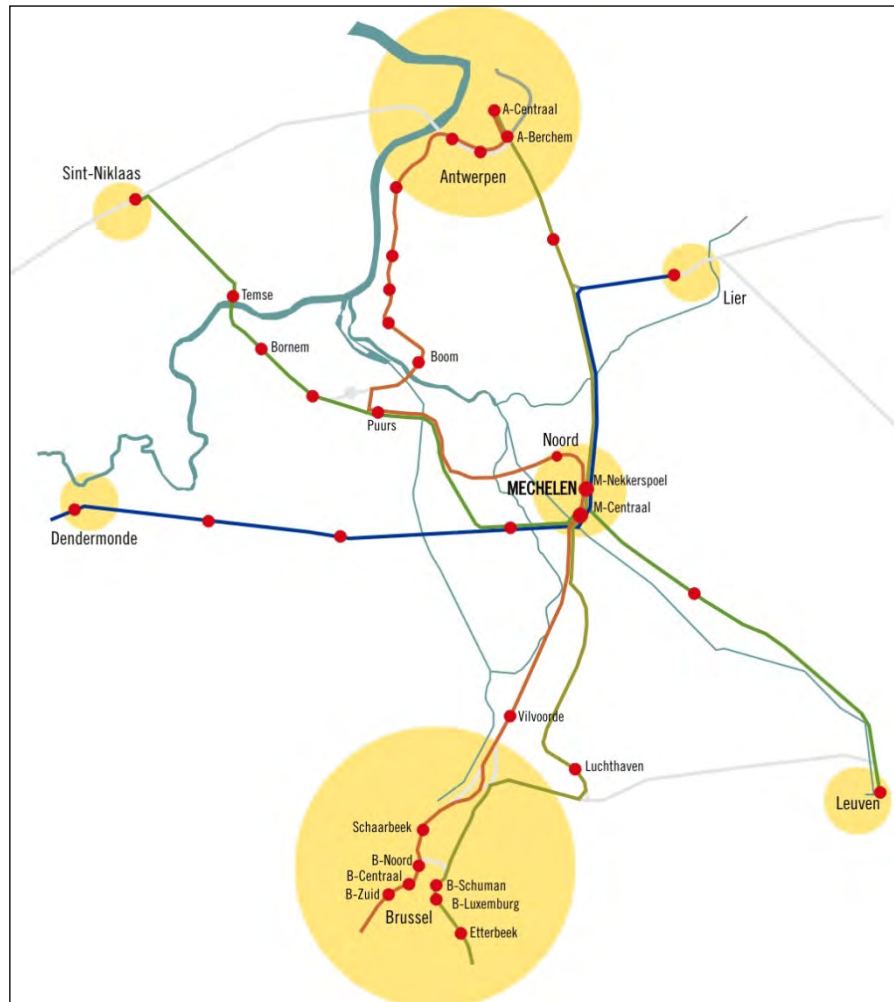 A-Centraal
A-Berchem
Antwerpen
Sint-Niklaas
Lier
Temse
Bornem
Boom
Puurs
Noord
M-Nekkerspoel
MECHELEN
M-Centraal
Dendermonde
Vilvoorde
Luchthaven
Leuven
Schaarbeek
B-Noord
B-Centraal
B-Schuman
B-Zuid
B-Luxemburg
Brussel
Etterbeek